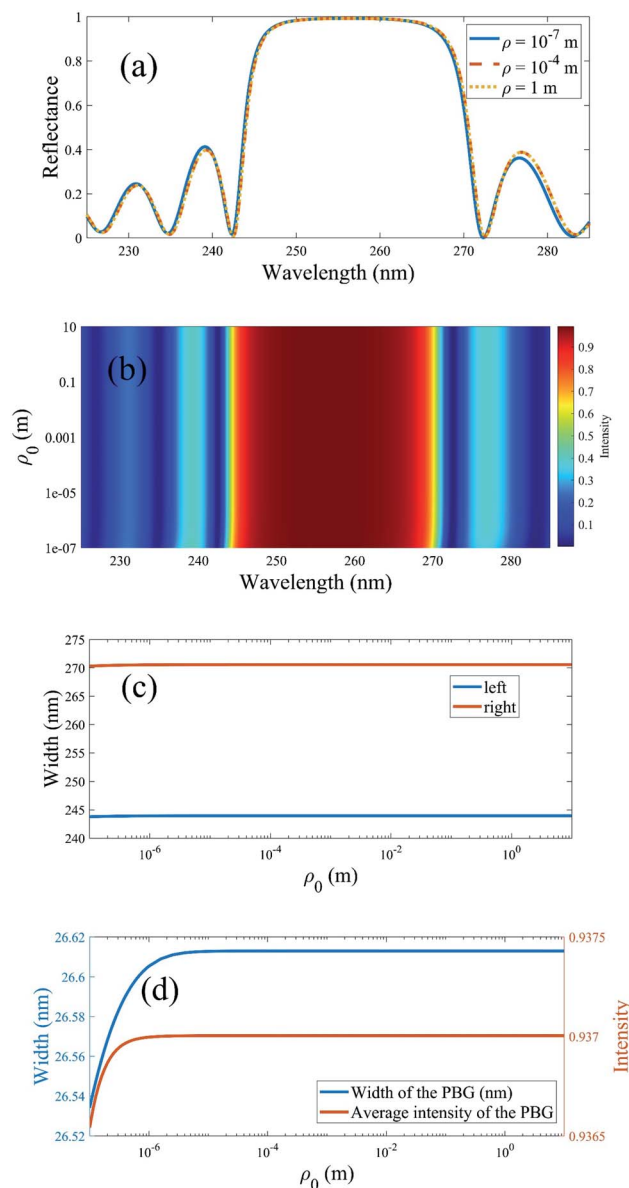 (a)
Reflectance
1
0.8
0.6
0.4
0.2
0
ρ = 10⁻⁷ m
ρ = 10⁻⁴ m
ρ = 1 m
230 240 250 260 270 280
Wavelength (nm)
(b)
ρ₀ (m)
10
0.1
0.001
1e-05
1e-07
230 240 250 260 270 280
Wavelength (nm)
0.9
0.8
0.7
0.6
0.5
0.4
0.3
0.2
0.1
Intensity
(c)
Width (nm)
275
270
265
260
255
250
245
240
left
right
10⁻⁶ 10⁻⁴ 10⁻² 10⁰
ρ₀ (m)
(d)
Width (nm)
26.62
26.6
26.58
26.56
26.54
26.52
0.9375
0.937
0.9365
Intensity
Width of the PBG (nm)
Average intensity of the PBG
10⁻⁶ 10⁻⁴ 10⁻² 10⁰
ρ₀ (m)